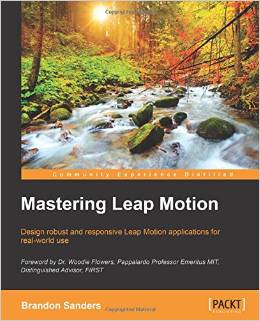 Community Experience Distilled
Mastering Leap Motion
Design robust and responsive Leap Motion applications for
real-world use
Foreword by Dr. Woodie Flowers, Pappalardo Professor Emeritus MIT,
Distinguished Advisor, FIRST
Brandon Sanders
PACKT
PUBLISHING